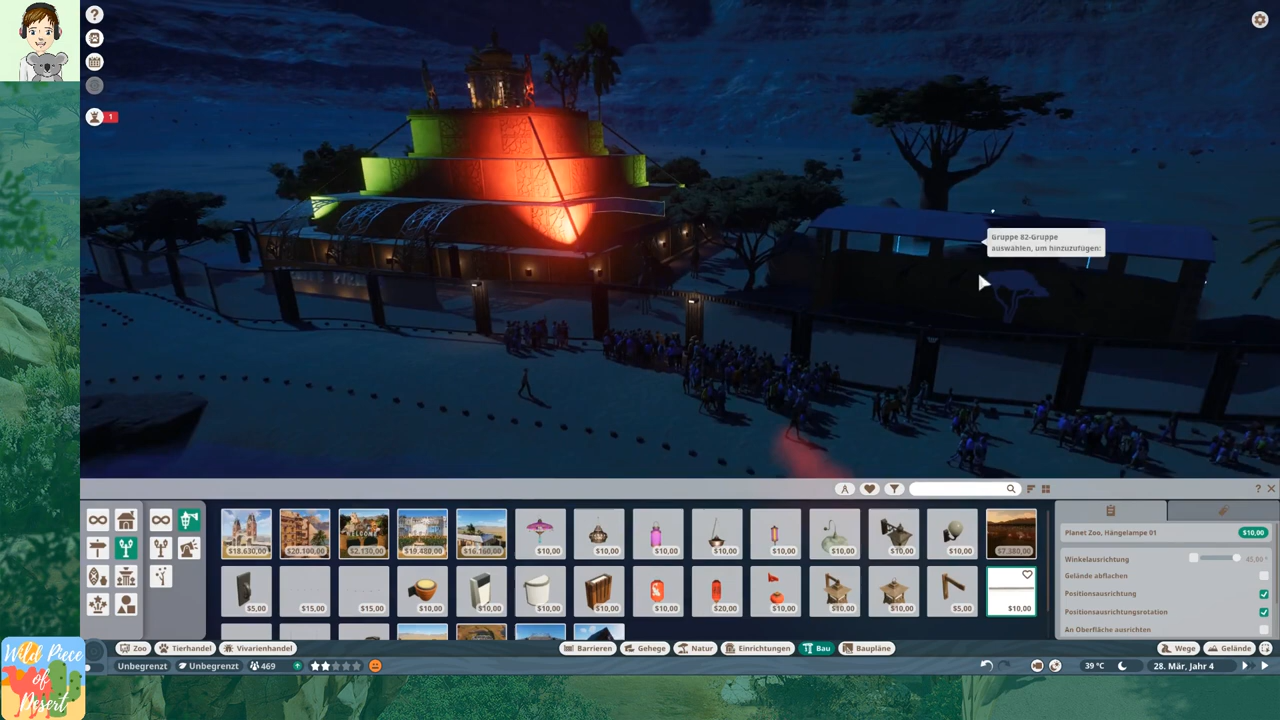 ?
1
Gruppe 82-Gruppe
auswählen, um hinzuzufügen:
WELCOME
? ×
$18.630,00
$20.100,00
$2.130,00
$19.480,00
$16.160,00
$10,00
$10,00
$10,00
$10,00
$10,00
$10,00
$10,00
$10,00
$7.380,00
$5,00
$15,00
$15,00
$10,00
$10,00
$10,00
$10,00
$10,00
$20,00
$10,00
$10,00
$10,00
$5,00
$10,00
Planet Zoo, Hängelampe 01
$10,00
Winkelausrichtung
45,00°
Gelände abflachen
Positionsausrichtung
Positionsausrichtungsrotation
An Oberfläche ausrichten
Zoo
Tierhandel
Vivarienhandel
Barrieren
Gehege
Natur
Einrichtungen
Bau
Baupläne
Wege
Gelände
Unbegrenzt
Unbegrenzt
469
39 °C
28. Mär, Jahr 4
Wild Piece
of
Desert